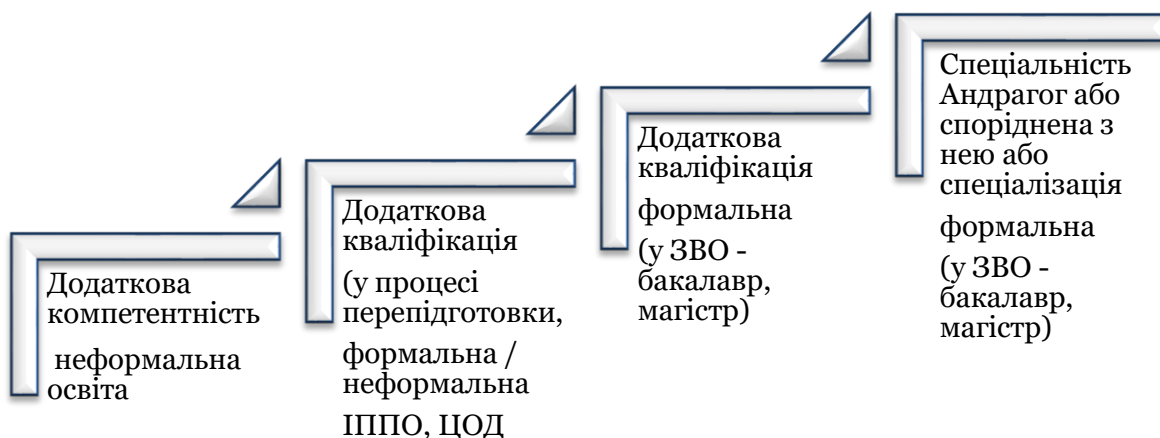 Додаткова
компетентність
неформальна
освіта
Додаткова
кваліфікація
(у процесі
перепідготовки,
формальна /
неформальна
ІППО, ЦОД
Додаткова
кваліфікація
формальна
(у ЗВО -
бакалавр,
магістр)
Спеціальність
Андрагог або
споріднена з
нею або
спеціалізація
формальна
(у ЗВО -
бакалавр,
магістр)